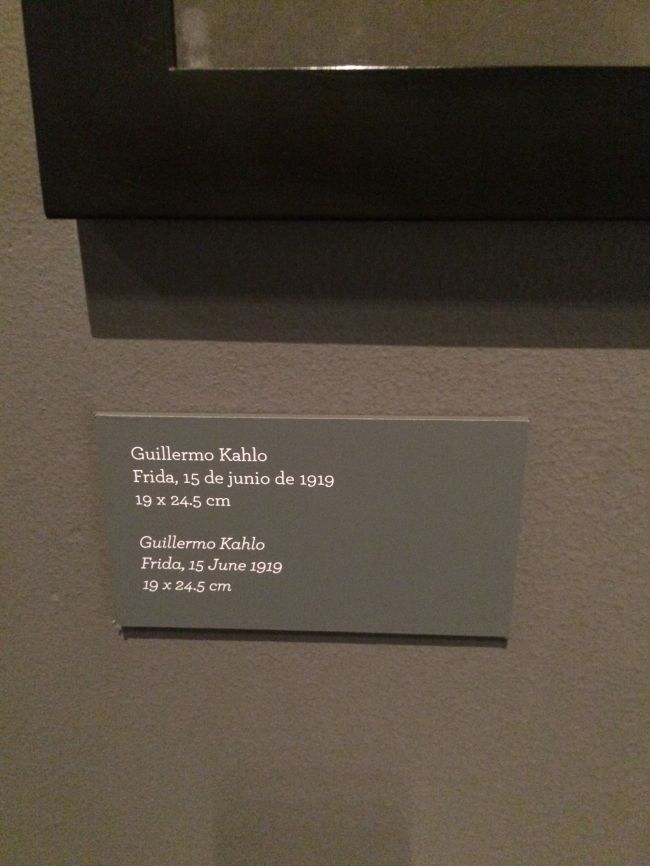 Guillermo Kahlo
Frida, 15 de junio de 1919
19 x 24.5 cm
Guillermo Kahlo
Frida, 15 June 1919
19 x 24.5 cm